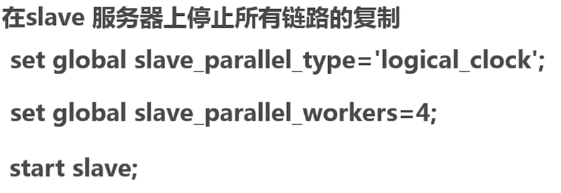 在slave 服务器上停止所有链路的复制
set global slave_parallel_type='logical_clock';
set global slave_parallel_workers=4;
start slave;